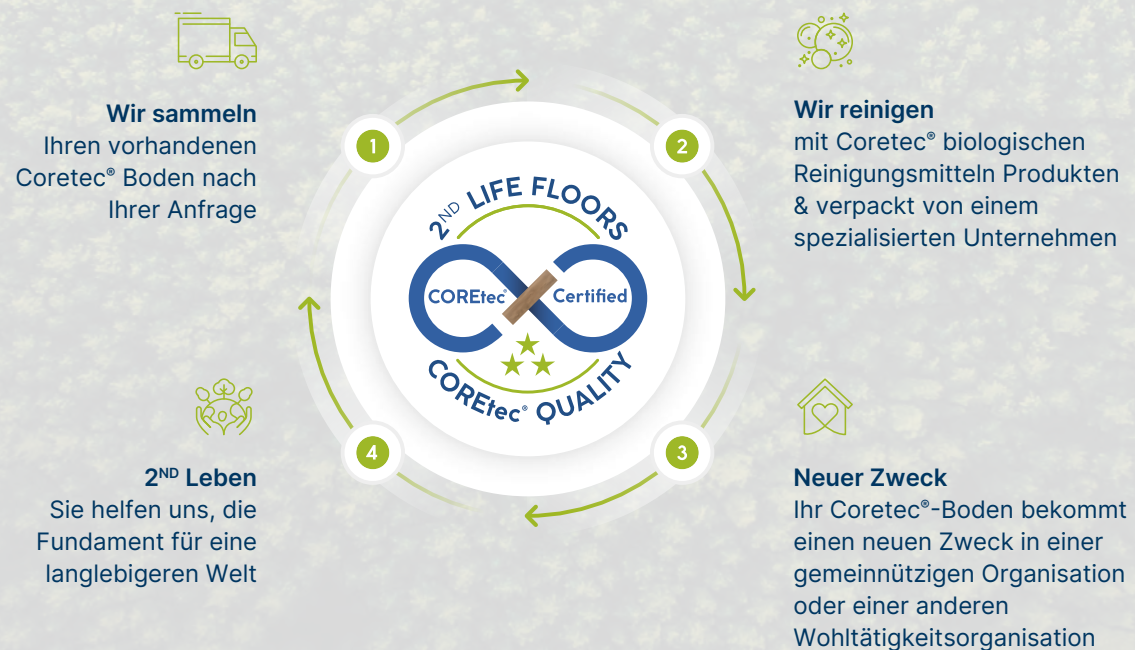 Wir sammeln
Ihren vorhandenen
Coretec® Boden nach
Ihrer Anfrage
1
2
Wir reinigen
mit Coretec® biologischen
Reinigungsmitteln Produkten
& verpackt von einem
spezialisierten Unternehmen
2ND LIFE FLOORS
COREtec® Certified
COREtec® QUALITY
4
3
2ND Leben
Sie helfen uns, die
Fundament für eine
langlebigeren Welt
Neuer Zweck
Ihr Coretec®-Boden bekommt
einen neuen Zweck in einer
gemeinnützigen Organisation
oder einer anderen
Wohltätigkeitsorganisation